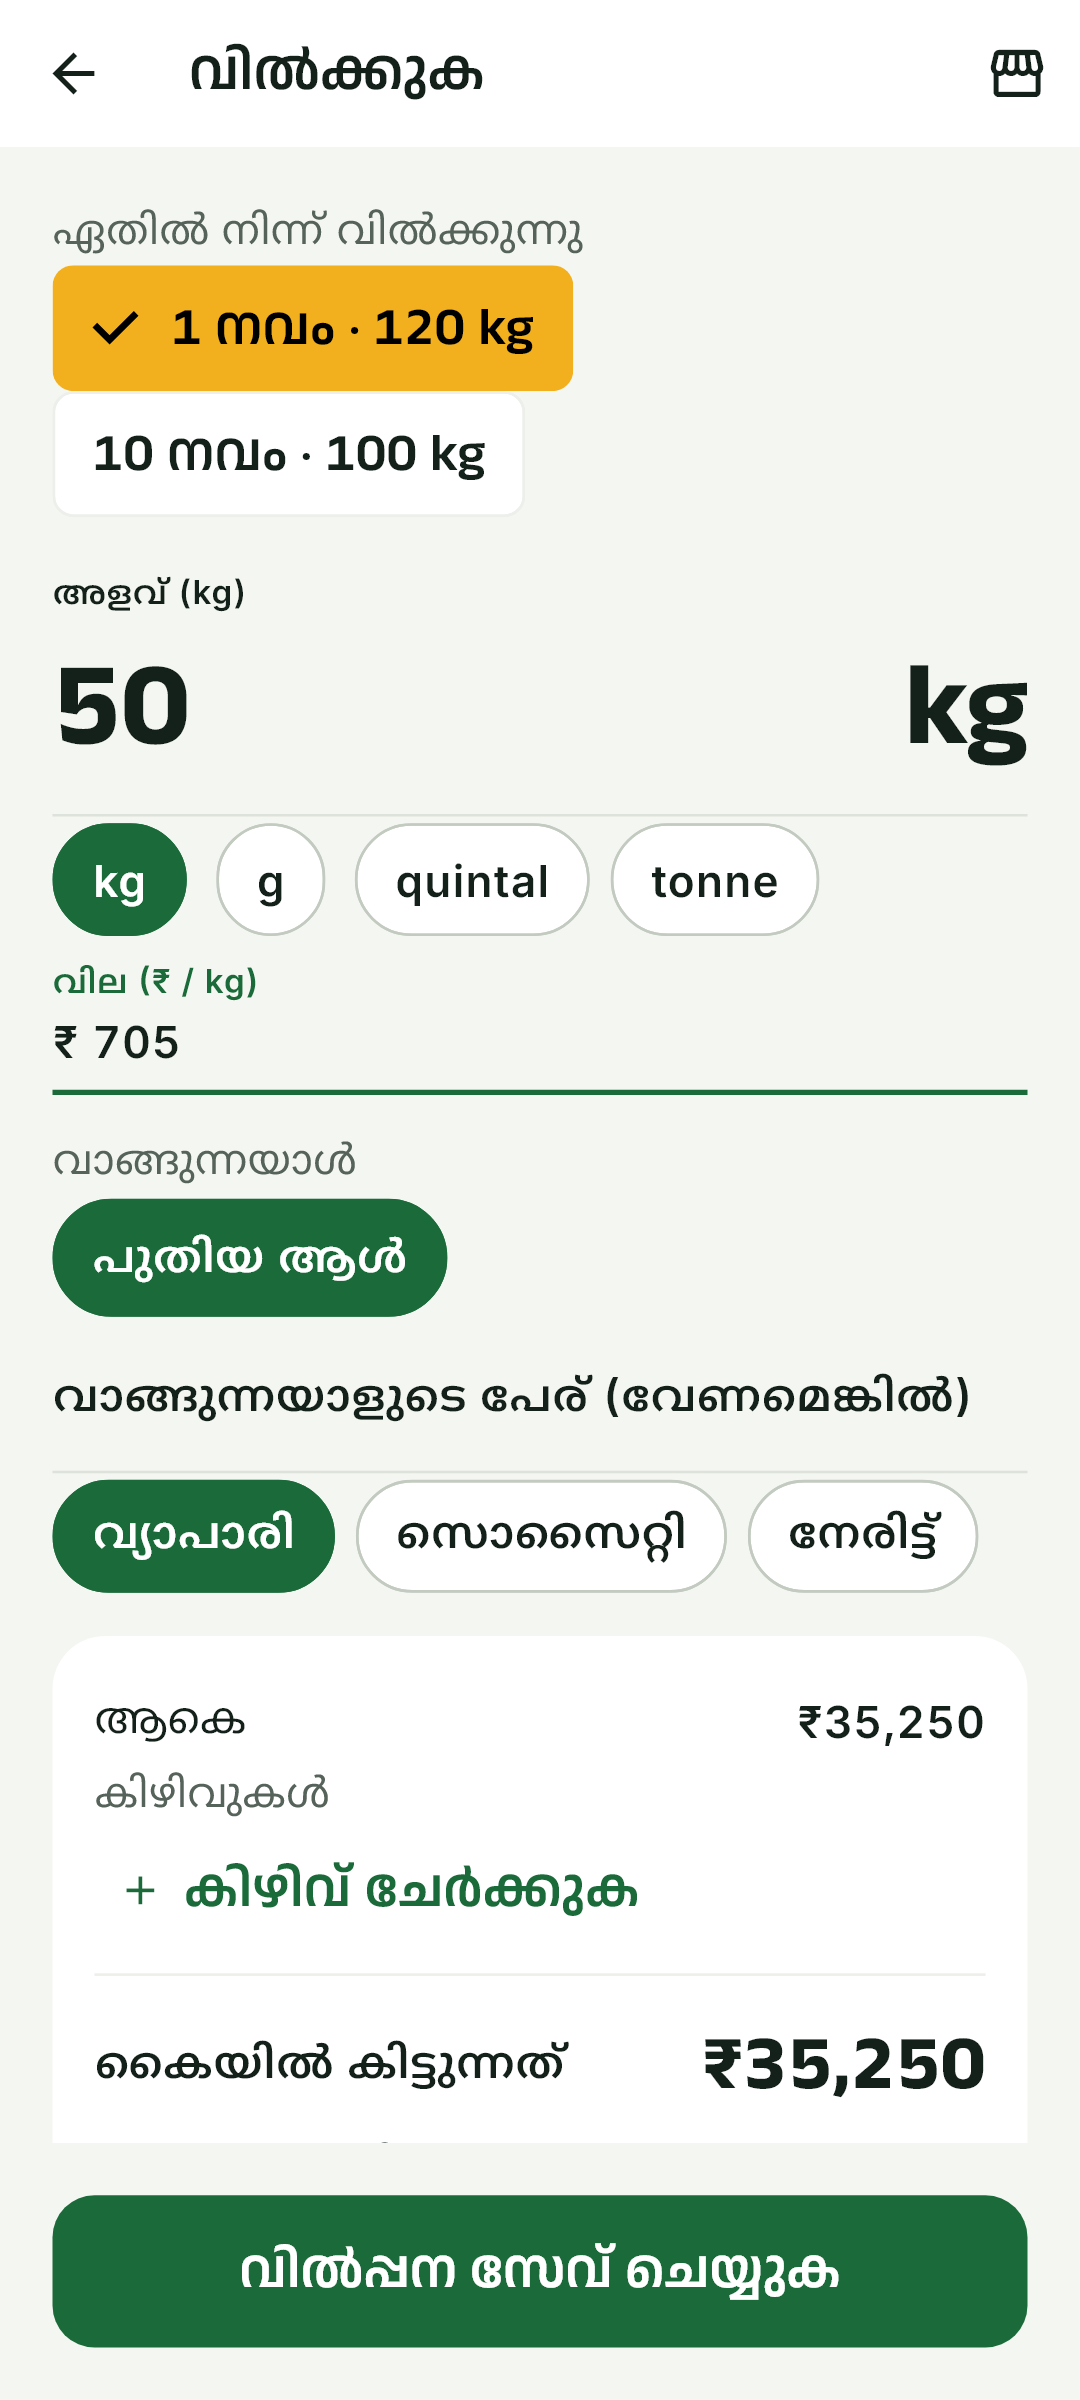 വിൽക്കുക
ഏതിൽ നിന്ന് വിൽക്കുന്നു
1 നവം · 120 kg
10 നവം · 100 kg
അളവ് (kg)
50 kg
kg g quintal tonne
വില (₹ / kg)
₹ 705
വാങ്ങുന്നയാൾ
പുതിയ ആൾ
വാങ്ങുന്നയാളുടെ പേര് (വേണമെങ്കിൽ)
വ്യാപാരി സൊസൈറ്റി നേരിട്ട്
ആകെ ₹35,250
കിഴിവുകൾ
+ കിഴിവ് ചേർക്കുക
കൈയിൽ കിട്ടുന്നത് ₹35,250
വിൽപ്പന സേവ് ചെയ്യുക